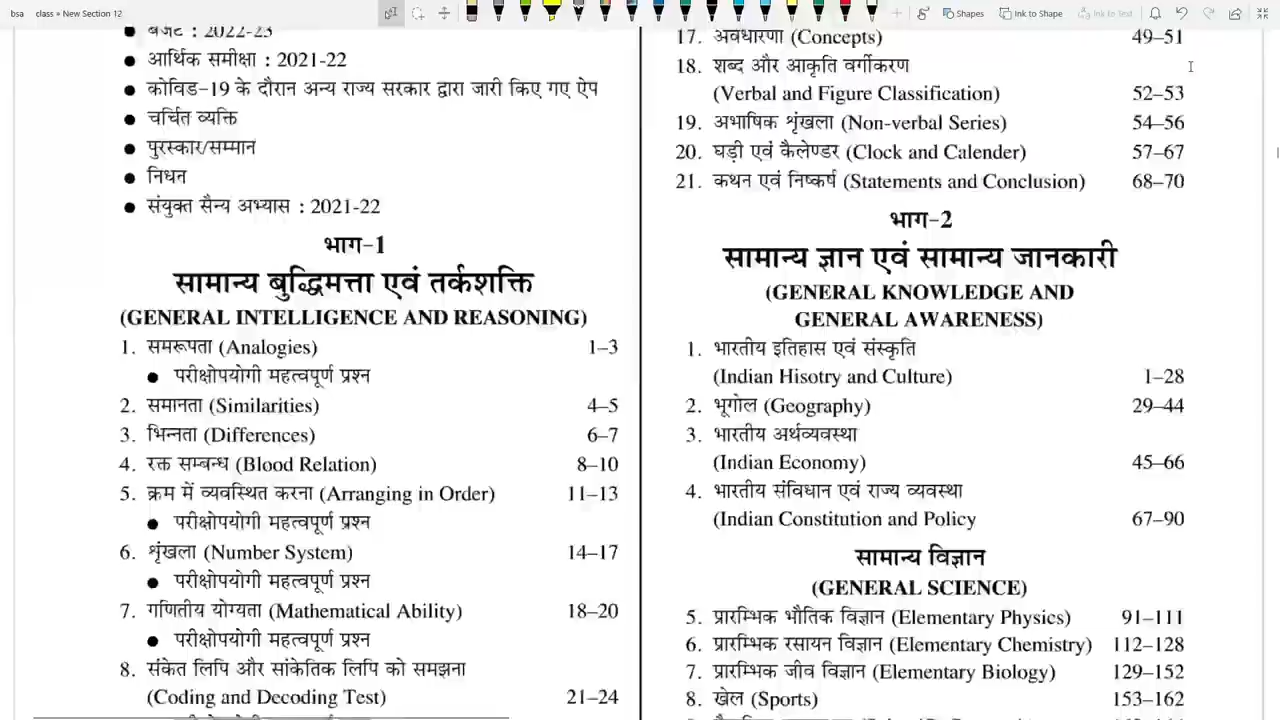 bsa class » New Section 12
Shapes Ink to Shape Ink to Text
● बजट : 2022-23
● आर्थिक समीक्षा : 2021-22
● कोविड-19 के दौरान अन्य राज्य सरकार द्वारा जारी किए गए ऐप
● चर्चित व्यक्ति
● पुरस्कार/सम्मान
● निधन
● संयुक्त सैन्य अभ्यास : 2021-22
भाग-1
सामान्य बुद्धिमत्ता एवं तर्कशक्ति
(GENERAL INTELLIGENCE AND REASONING)
1. समरूपता (Analogies) 1–3
● परीक्षोपयोगी महत्वपूर्ण प्रश्न
2. समानता (Similarities) 4–5
3. भिन्नता (Differences) 6–7
4. रक्त सम्बन्ध (Blood Relation) 8–10
5. क्रम में व्यवस्थित करना (Arranging in Order) 11–13
● परीक्षोपयोगी महत्वपूर्ण प्रश्न
6. शृंखला (Number System) 14–17
● परीक्षोपयोगी महत्वपूर्ण प्रश्न
7. गणितीय योग्यता (Mathematical Ability) 18–20
● परीक्षोपयोगी महत्वपूर्ण प्रश्न
8. संकेत लिपि और सांकेतिक लिपि को समझना
(Coding and Decoding Test) 21–24
17. अवधारणा (Concepts) 49–51
18. शब्द और आकृति वर्गीकरण
(Verbal and Figure Classification) 52–53
19. अभाषिक शृंखला (Non-verbal Series) 54–56
20. घड़ी एवं कैलेण्डर (Clock and Calender) 57–67
21. कथन एवं निष्कर्ष (Statements and Conclusion) 68–70
भाग-2
सामान्य ज्ञान एवं सामान्य जानकारी
(GENERAL KNOWLEDGE AND
GENERAL AWARENESS)
1. भारतीय इतिहास एवं संस्कृति
(Indian Hisotry and Culture) 1–28
2. भूगोल (Geography) 29–44
3. भारतीय अर्थव्यवस्था
(Indian Economy) 45–66
4. भारतीय संविधान एवं राज्य व्यवस्था
(Indian Constitution and Policy 67–90
सामान्य विज्ञान
(GENERAL SCIENCE)
5. प्रारम्भिक भौतिक विज्ञान (Elementary Physics) 91–111
6. प्रारम्भिक रसायन विज्ञान (Elementary Chemistry) 112–128
7. प्रारम्भिक जीव विज्ञान (Elementary Biology) 129–152
8. खेल (Sports) 153–162